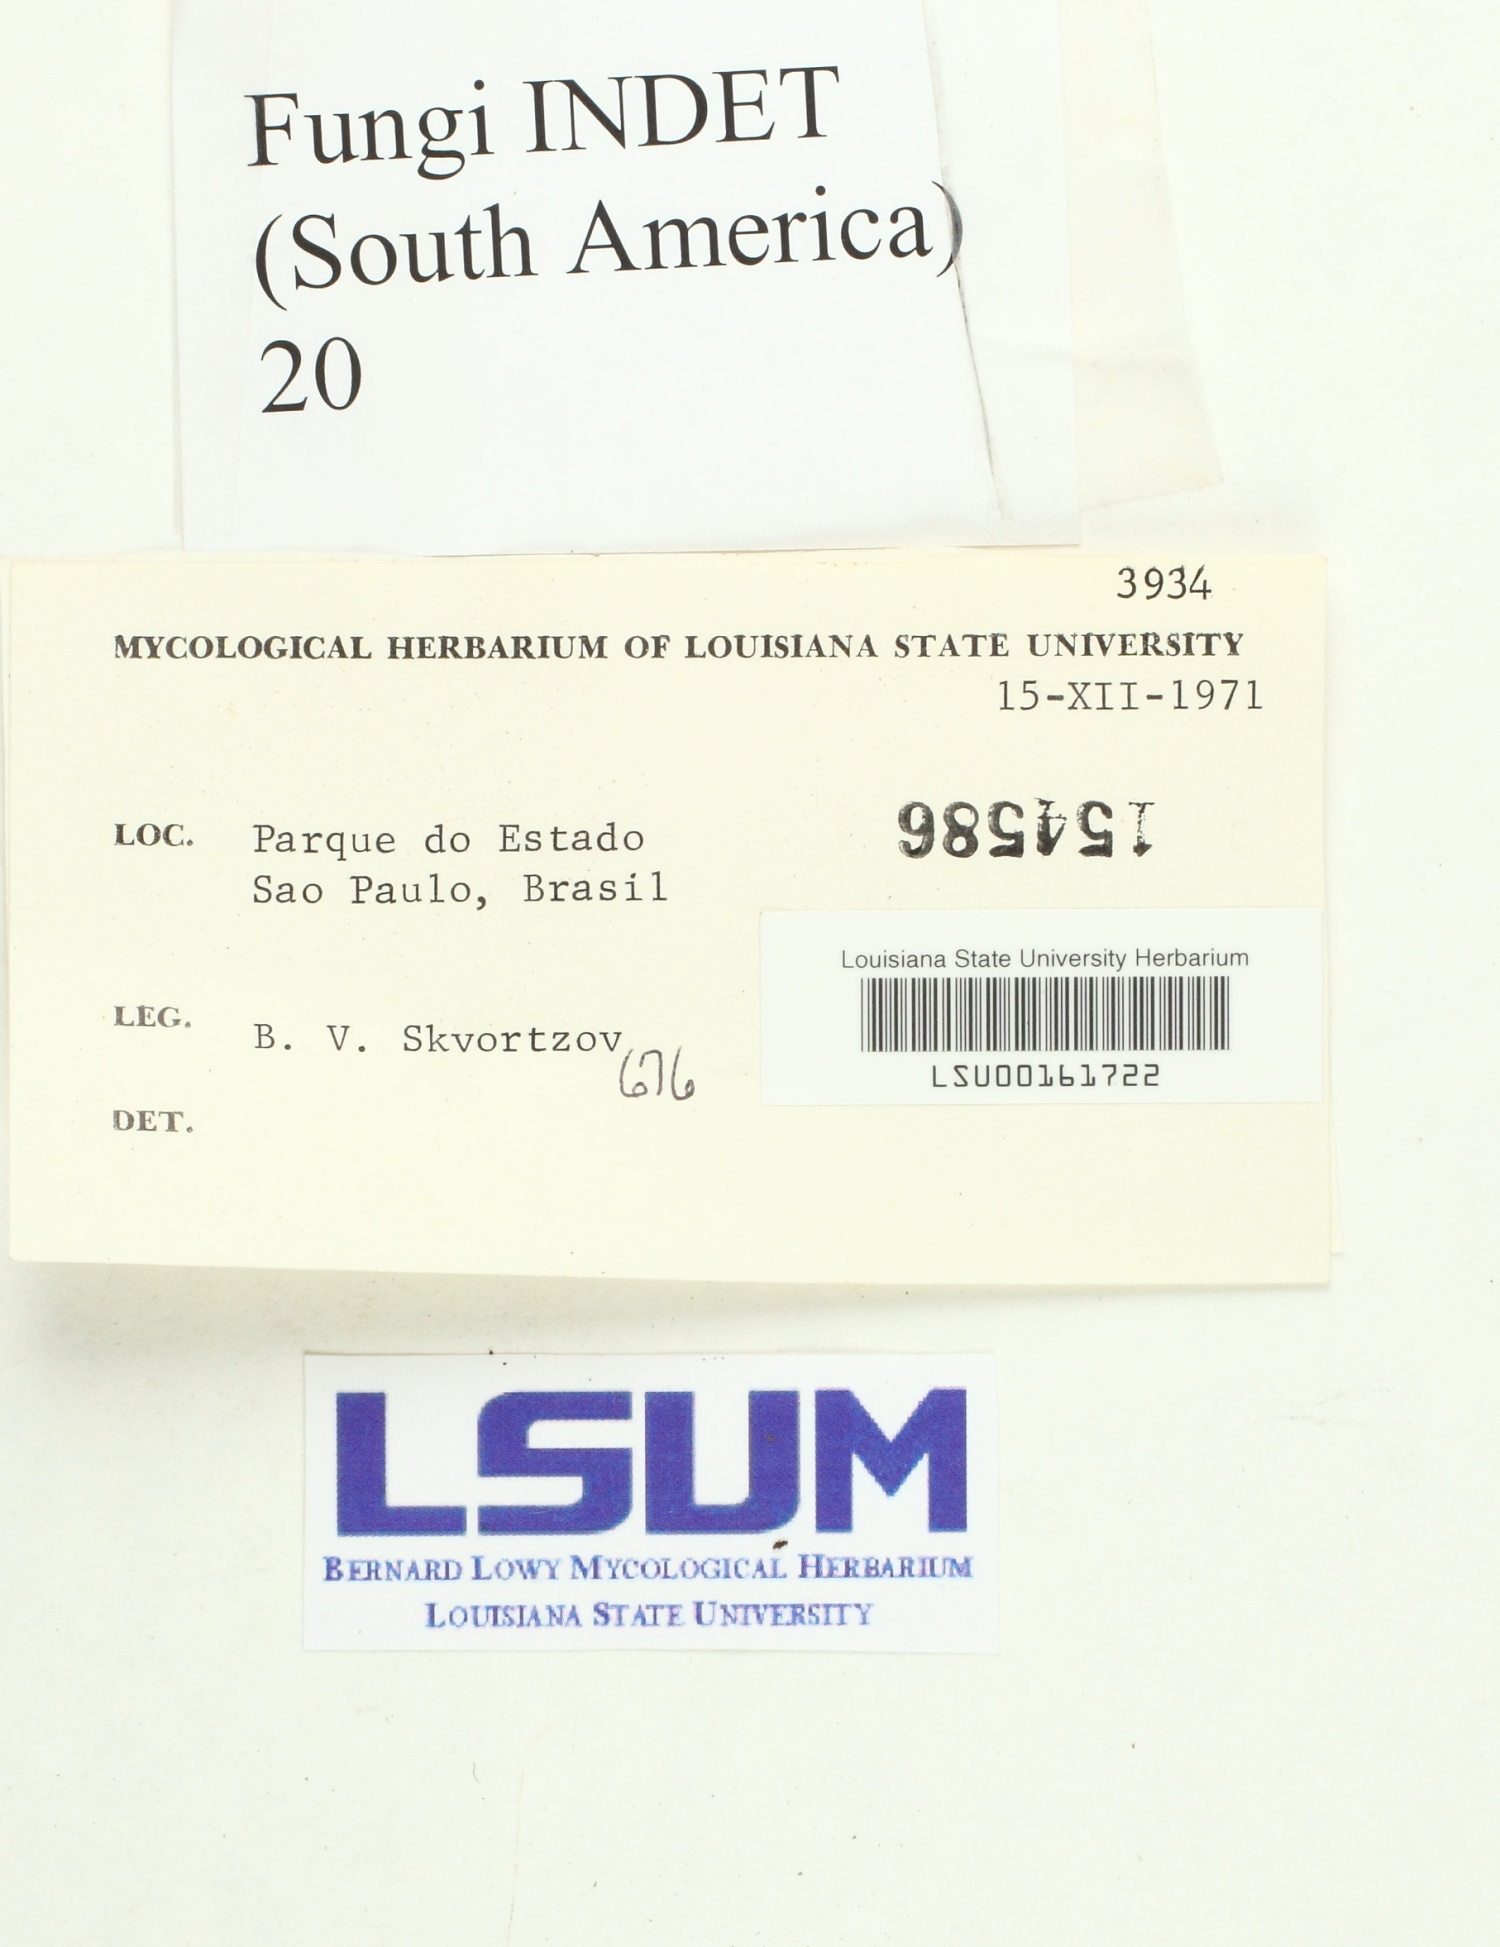 Fungi INDET
(South America)
20
3934
MYCOLOGICAL HERBARIUM OF LOUISIANA STATE UNIVERSITY
15-XII-1971
154586
LOC. Parque do Estado
Sao Paulo, Brasil
Louisiana State University Herbarium
LSU00161722
LEG. B. V. Skvortzov 676
DET.
LSUM
BERNARD LOWY MYCOLOGICAL HERBARIUM
LOUISIANA STATE UNIVERSITY